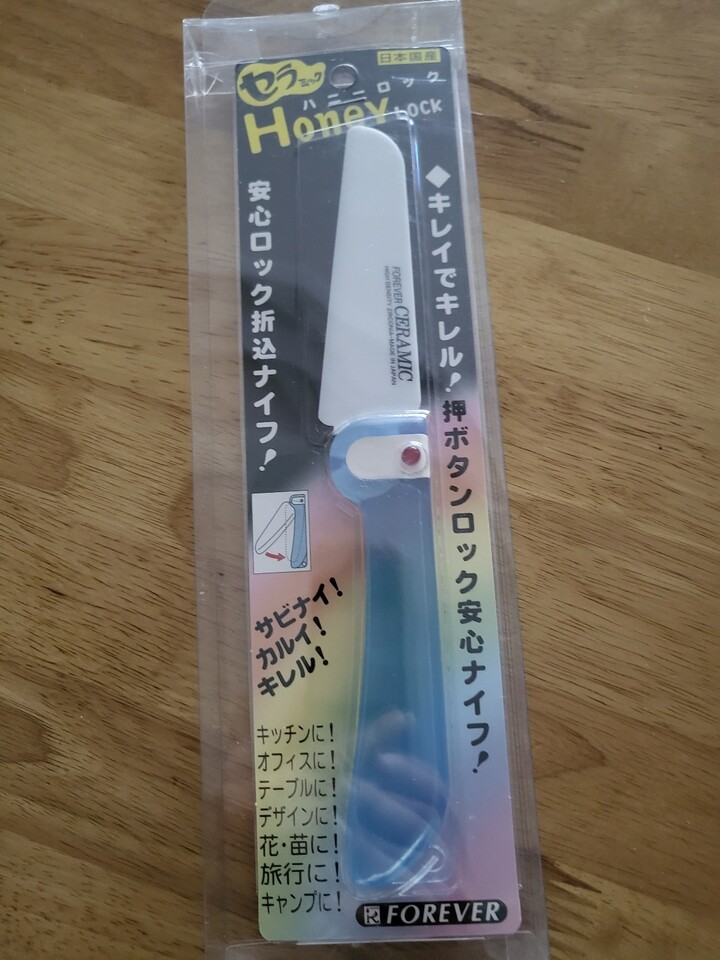 日本国産
セラミック
ハニーロック
Honey LOCK
安心ロック折込ナイフ!
◆キレイでキレル!押ボタンロック安心ナイフ!
FOREVER CERAMIC
HIGH DENSITY ZIRCONIA・MADE IN JAPAN
サビナイ!
カルイ!
キレル!
キッチンに!
オフィスに!
テーブルに!
デザインに!
花・苗に!
旅行に!
キャンプに!
FOREVER